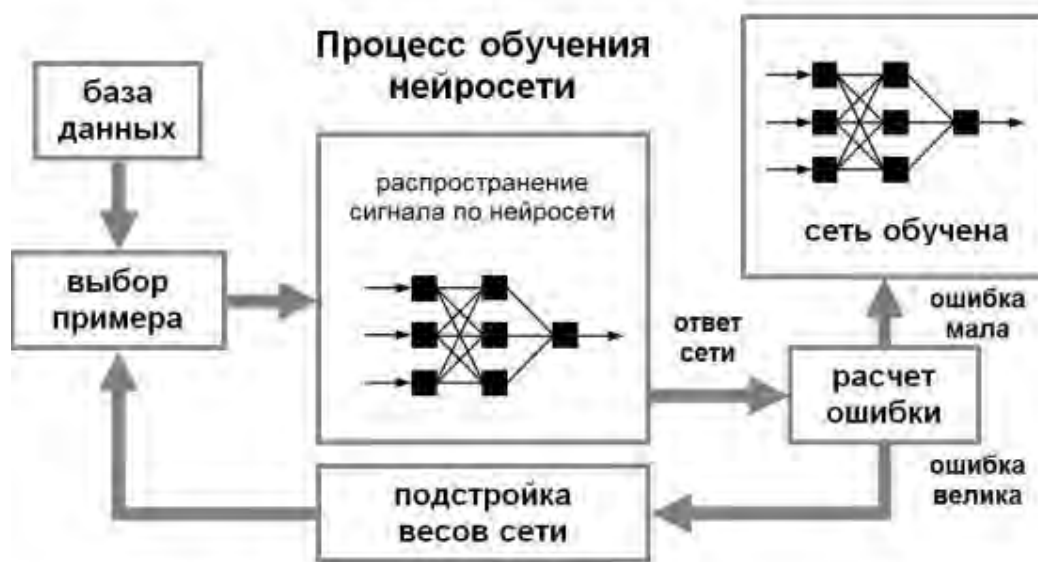 Процесс обучения
нейросети
база
данных
выбор
примера
распространение
сигнала по нейросети
ответ
сети
расчет
ошибки
ошибка
мала
сеть обучена
ошибка
велика
подстройка
весов сети